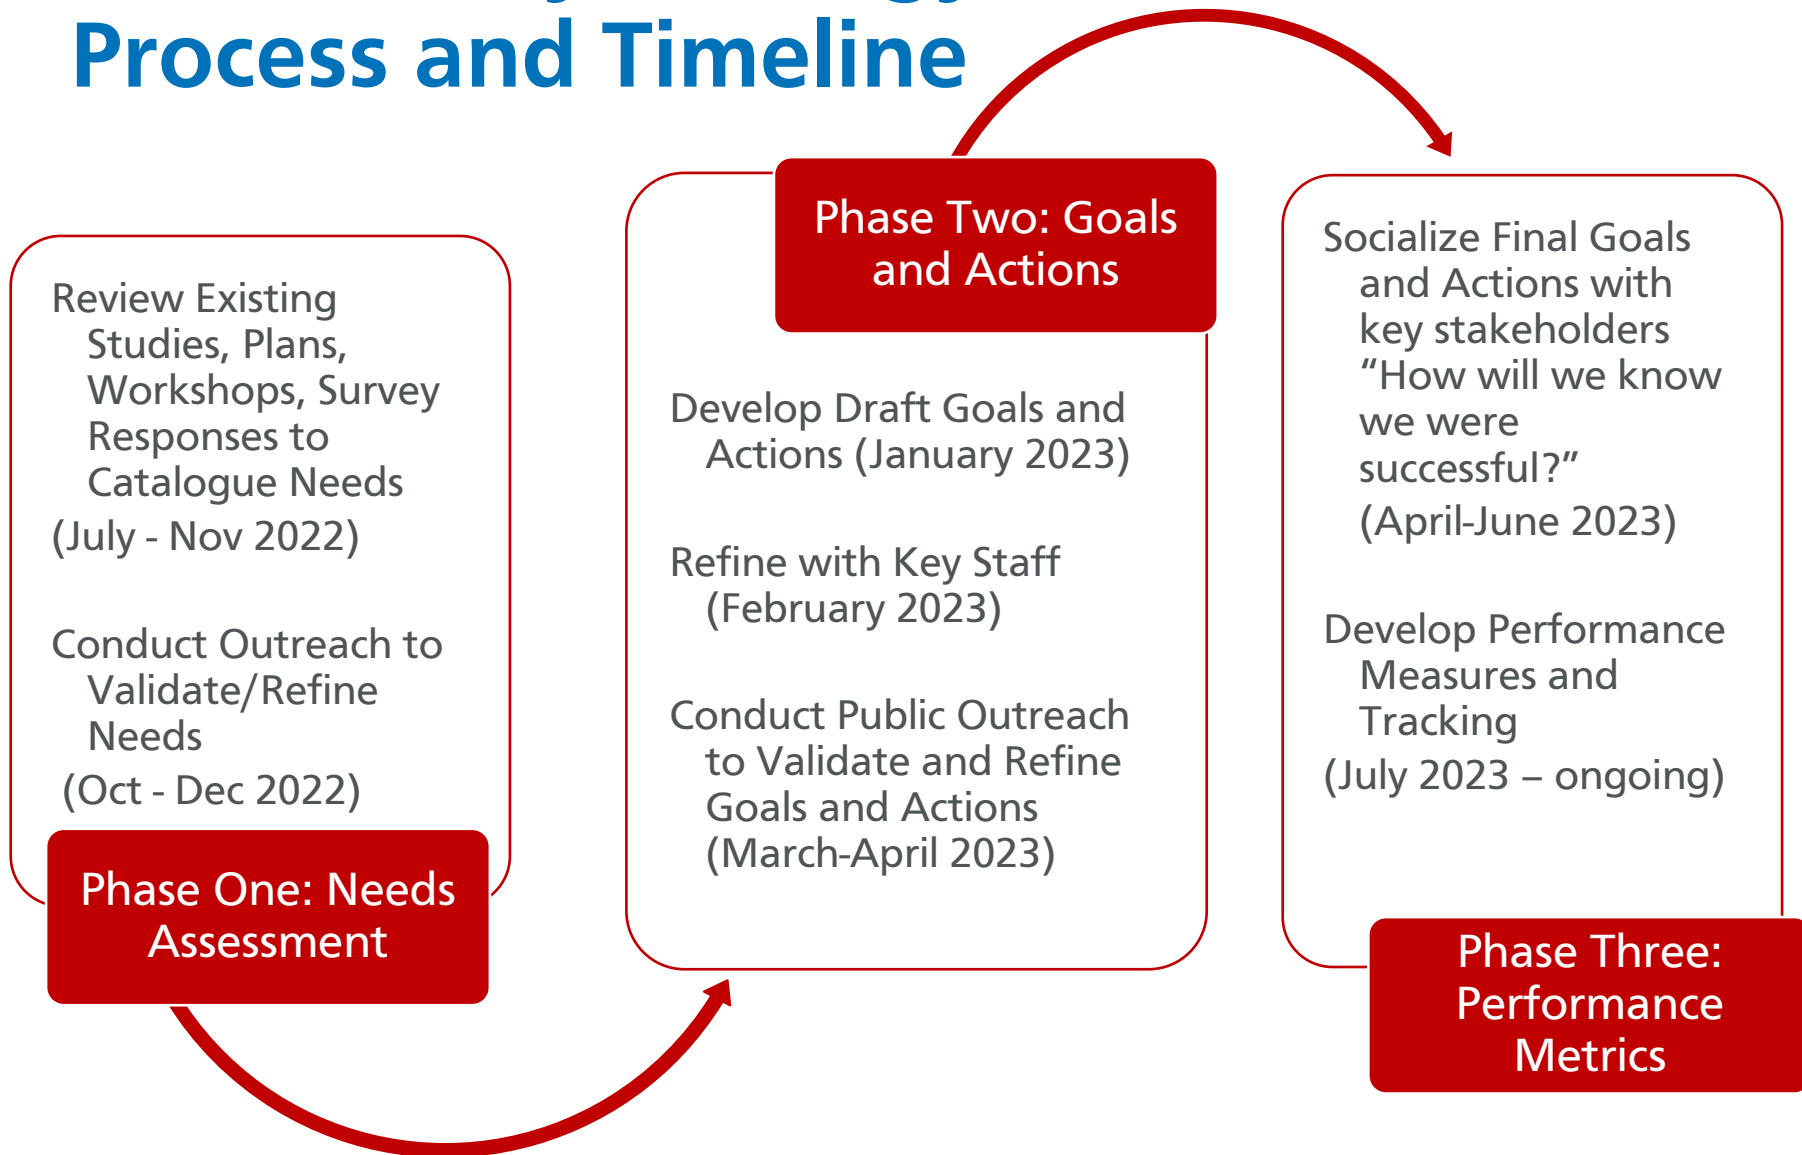 Process and Timeline
Review Existing
Studies, Plans,
Workshops, Survey
Responses to
Catalogue Needs
(July - Nov 2022)
Conduct Outreach to
Validate/Refine
Needs
(Oct - Dec 2022)
Phase One: Needs
Assessment
Phase Two: Goals
and Actions
Develop Draft Goals and
Actions (January 2023)
Refine with Key Staff
(February 2023)
Conduct Public Outreach
to Validate and Refine
Goals and Actions
(March-April 2023)
Socialize Final Goals
and Actions with
key stakeholders
“How will we know
we were
successful?”
(April-June 2023)
Develop Performance
Measures and
Tracking
(July 2023 – ongoing)
Phase Three:
Performance
Metrics